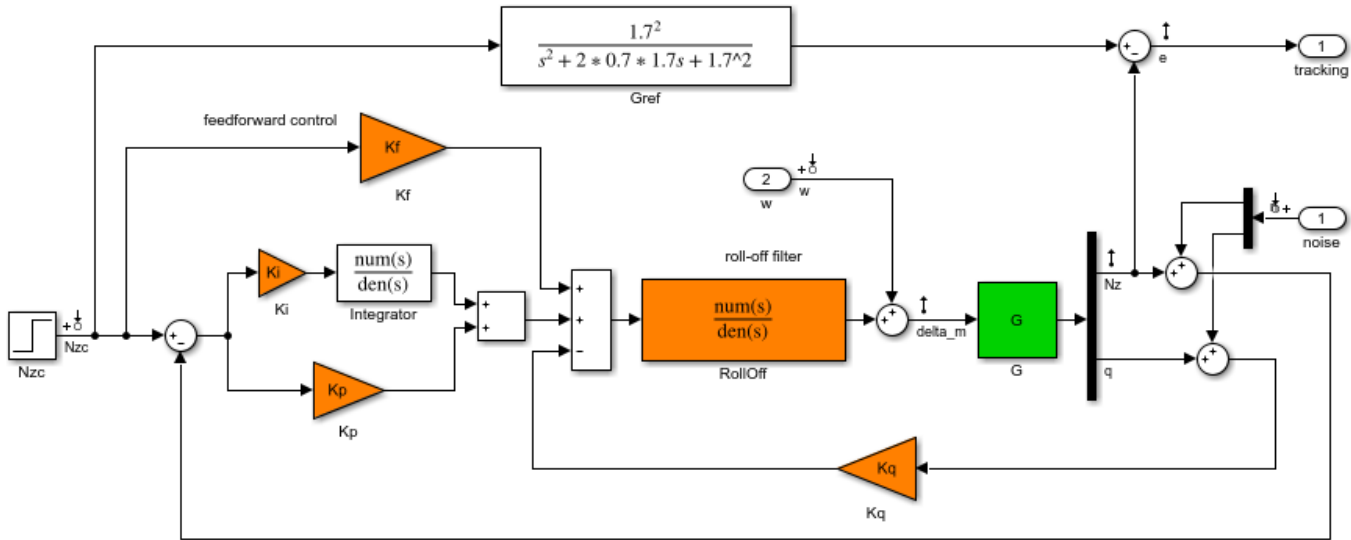 1.7²
s² + 2 * 0.7 * 1.7s + 1.7^2
Gref
+
−
e
1
tracking
feedforward control
Kf
Kf
2
w
+
w
+
1
noise
Ki
Ki
num(s)
den(s)
Integrator
+
+
+
+
−
roll-off filter
num(s)
den(s)
RollOff
+
+
delta_m
G
G
Nz
q
+
+
+
+
+
Nzc
Nzc
+
−
Kp
Kp
Kq
Kq